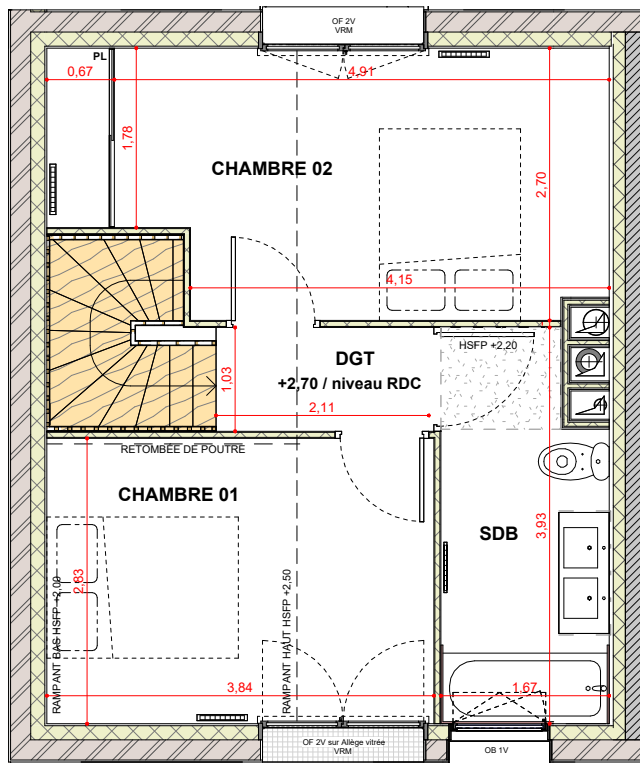 OF 2V
VRM
PL
0,67
4,91
1,78
2,70
CHAMBRE 02
4,15
HSFP +2,20
DGT
+2,70 / niveau RDC
1,03
2,11
RETOMBÉE DE POUTRE
CHAMBRE 01
SDB
3,93
2,63
RAMPANT BAS HSFP +2,00
RAMPANT HAUT HSFP +2,50
3,84
1,67
OF 2V sur Allège vitrée
VRM
OB 1V